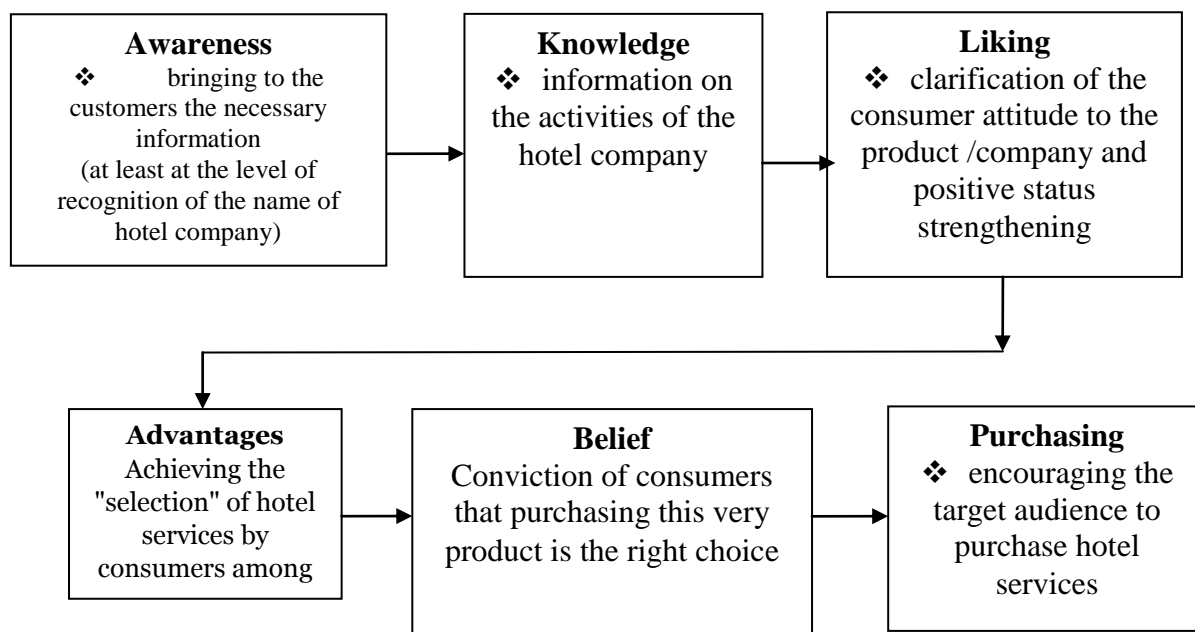 Awareness
❖ bringing to the
customers the necessary
information
(at least at the level of
recognition of the name of
hotel company)
Knowledge
❖ information on
the activities of the
hotel company
Liking
❖ clarification of the
consumer attitude to the
product /company and
positive status
strengthening
Advantages
Achieving the
"selection" of hotel
services by
consumers among
Belief
Conviction of consumers
that purchasing this very
product is the right choice
Purchasing
❖ encouraging the
target audience to
purchase hotel
services